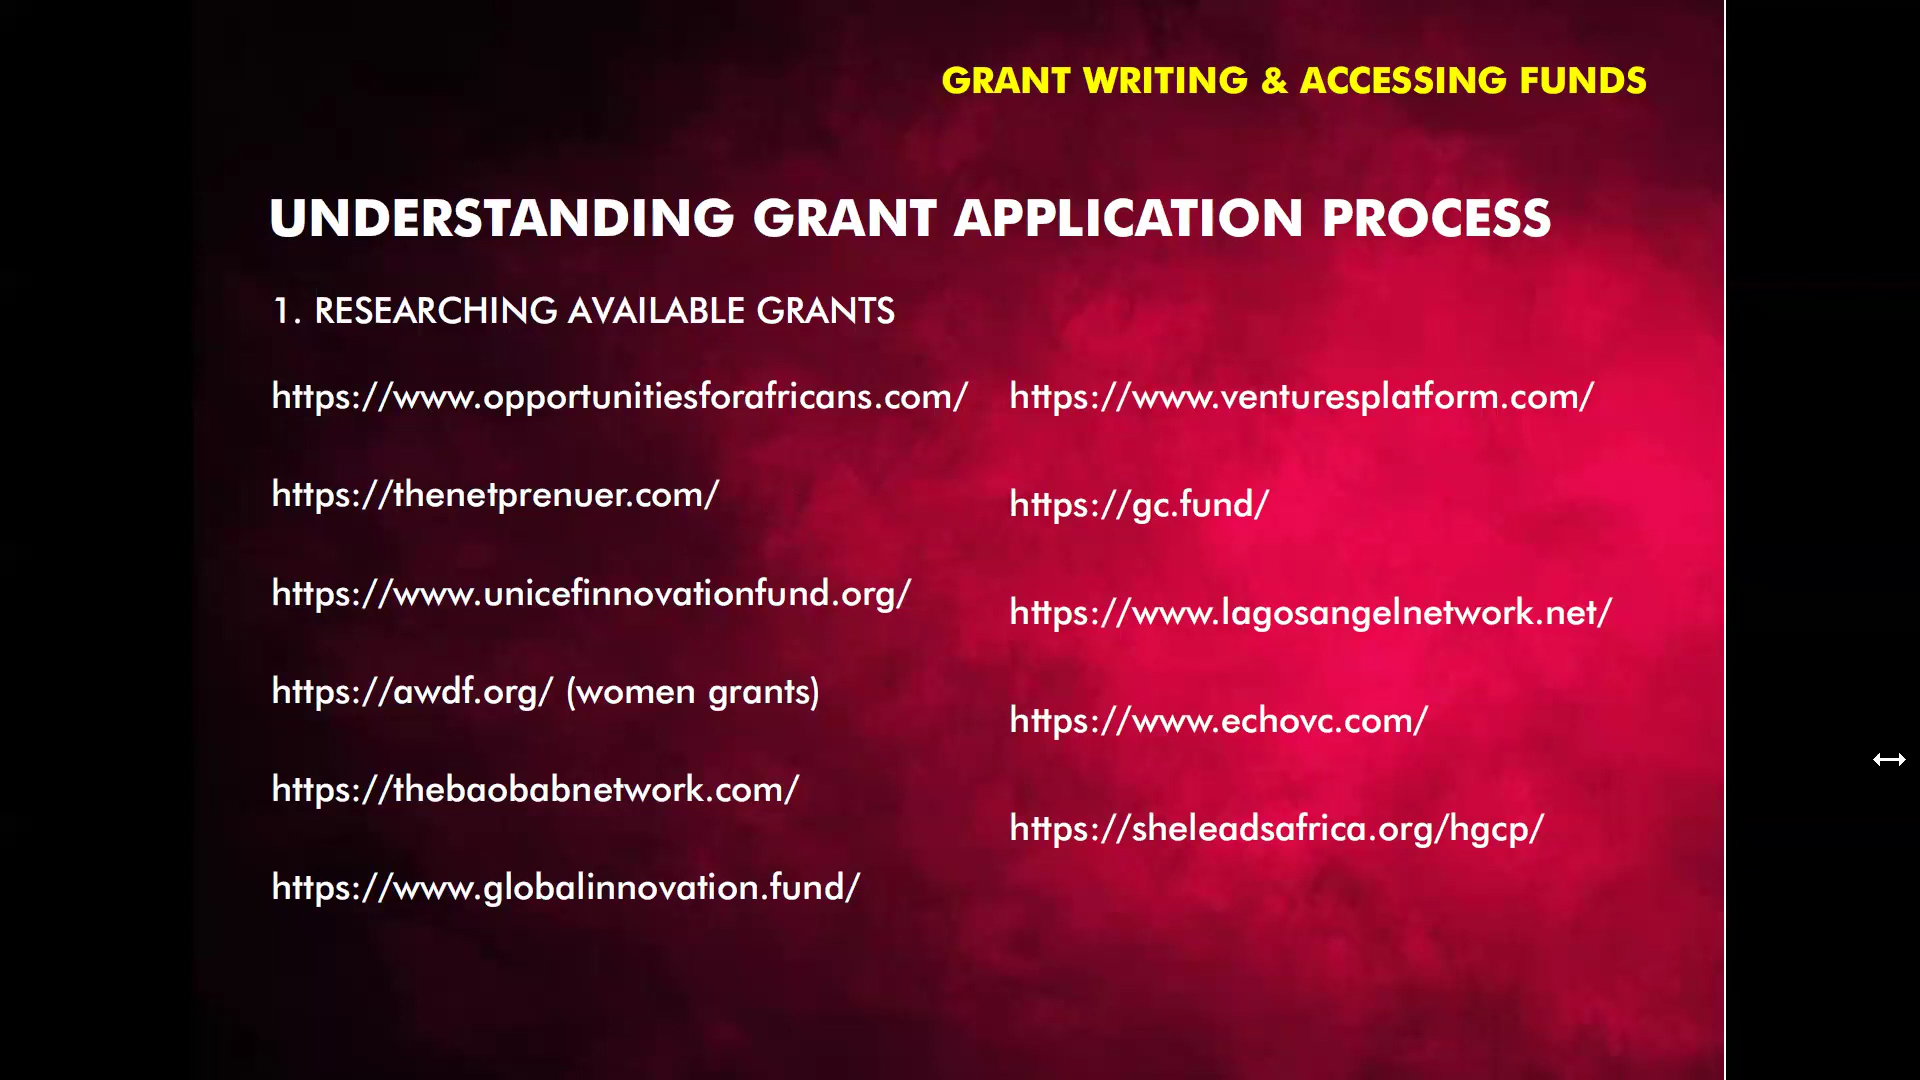 GRANT WRITING & ACCESSING FUNDS
UNDERSTANDING GRANT APPLICATION PROCESS
1. RESEARCHING AVAILABLE GRANTS
https://www.opportunitiesforafricans.com/
https://thenetprenuer.com/
https://www.unicefinnovationfund.org/
https://awdf.org/ (women grants)
https://thebaobabnetwork.com/
https://www.globalinnovation.fund/
https://www.venturesplatform.com/
https://gc.fund/
https://www.lagosangelnetwork.net/
https://www.echovc.com/
https://sheleadsafrica.org/hgcp/